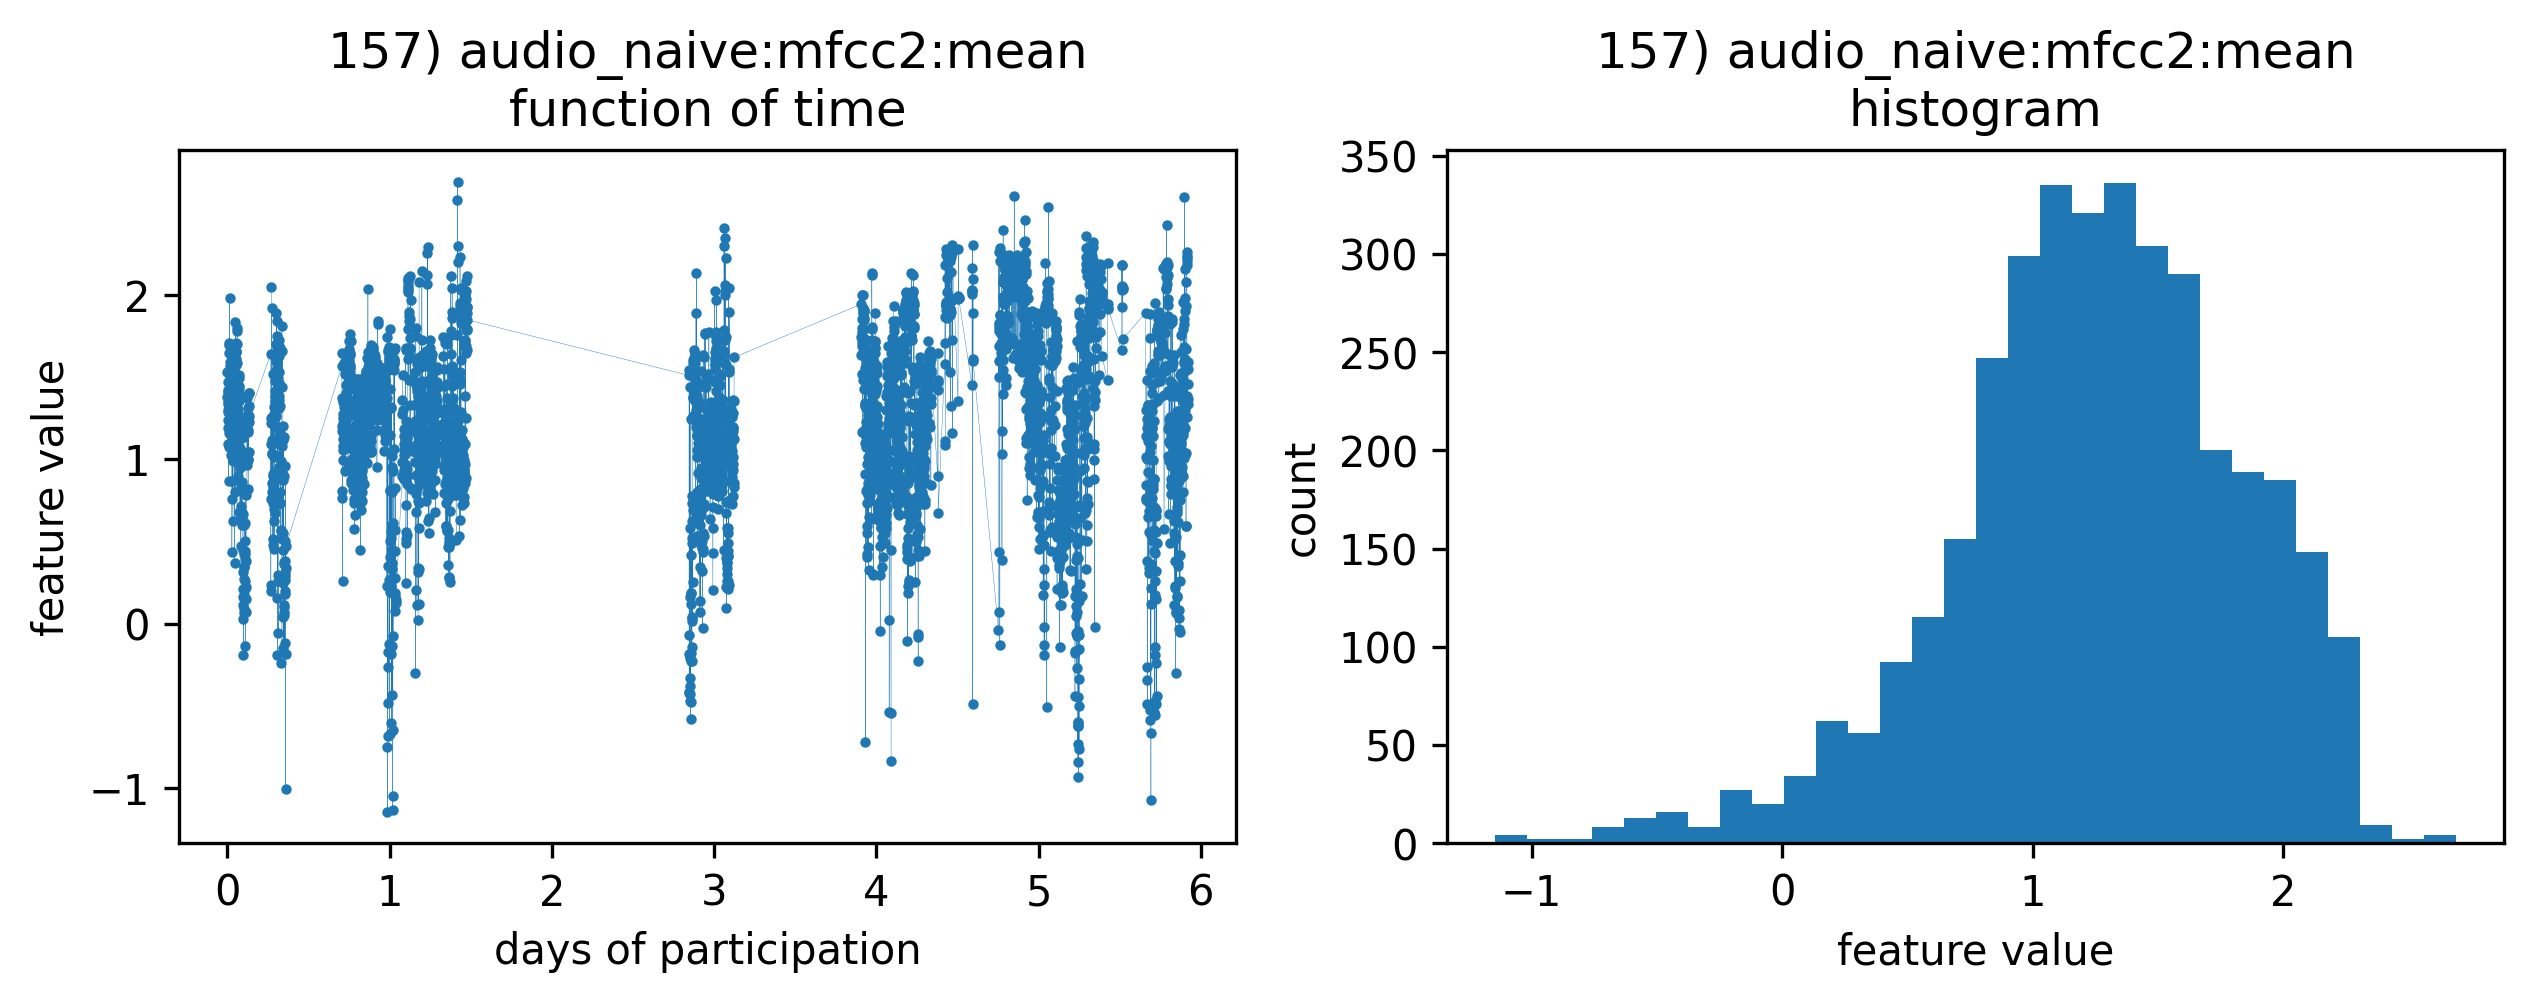 157) audio_naive:mfcc2:mean
function of time
feature value
2
1
0
−1
0 1 2 3 4 5 6
days of participation
157) audio_naive:mfcc2:mean
histogram
count
350
300
250
200
150
100
50
0
−1 0 1 2
feature value